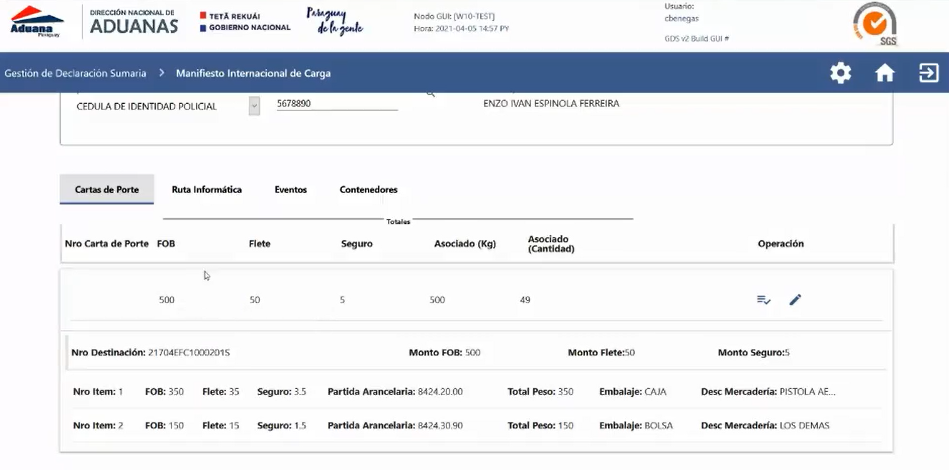 Aduana
Paraguay
DIRECCIÓN NACIONAL DE
ADUANAS
TETÃ REKUÁI
GOBIERNO NACIONAL
Paraguay
de la gente
Nodo GUI: [W10-TEST]
Hora: 2021-04-05 14:57 PY
Usuario:
cbenegas
GDS v2 Build GUI #
SGS
Gestión de Declaración Sumaria > Manifiesto Internacional de Carga
CEDULA DE IDENTIDAD POLICIAL 5678890 ENZO IVAN ESPINOLA FERREIRA
Cartas de Porte Ruta Informática Eventos Contenedores
Totales
Nro Carta de Porte FOB Flete Seguro Asociado (Kg) Asociado (Cantidad) Operación
500 50 5 500 49
Nro Destinación: 21704EFC1000201S Monto FOB: 500 Monto Flete:50 Monto Seguro:5
Nro Item: 1 FOB: 350 Flete: 35 Seguro: 3.5 Partida Arancelaria: 8424.20.00 Total Peso: 350 Embalaje: CAJA Desc Mercadería: PISTOLA AE...
Nro Item: 2 FOB: 150 Flete: 15 Seguro: 1.5 Partida Arancelaria: 8424.30.90 Total Peso: 150 Embalaje: BOLSA Desc Mercadería: LOS DEMAS